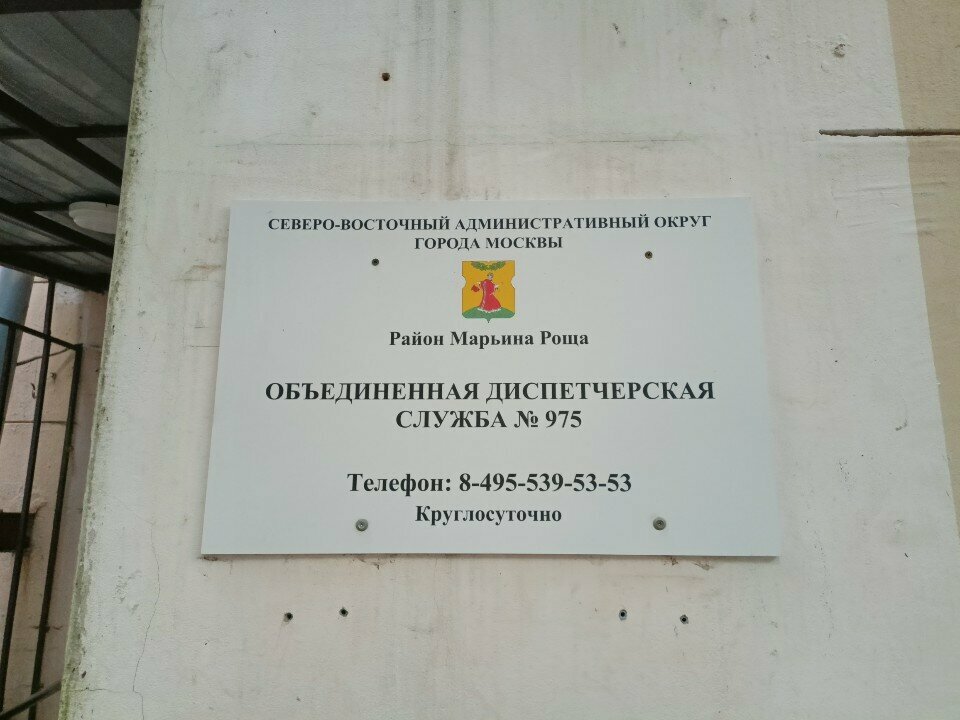 СЕВЕРО-ВОСТОЧНЫЙ АДМИНИСТРАТИВНЫЙ ОКРУГ
ГОРОДА МОСКВЫ
Район Марьина Роща
ОБЪЕДИНЕННАЯ ДИСПЕТЧЕРСКАЯ
СЛУЖБА № 975
Телефон: 8-495-539-53-53
Круглосуточно